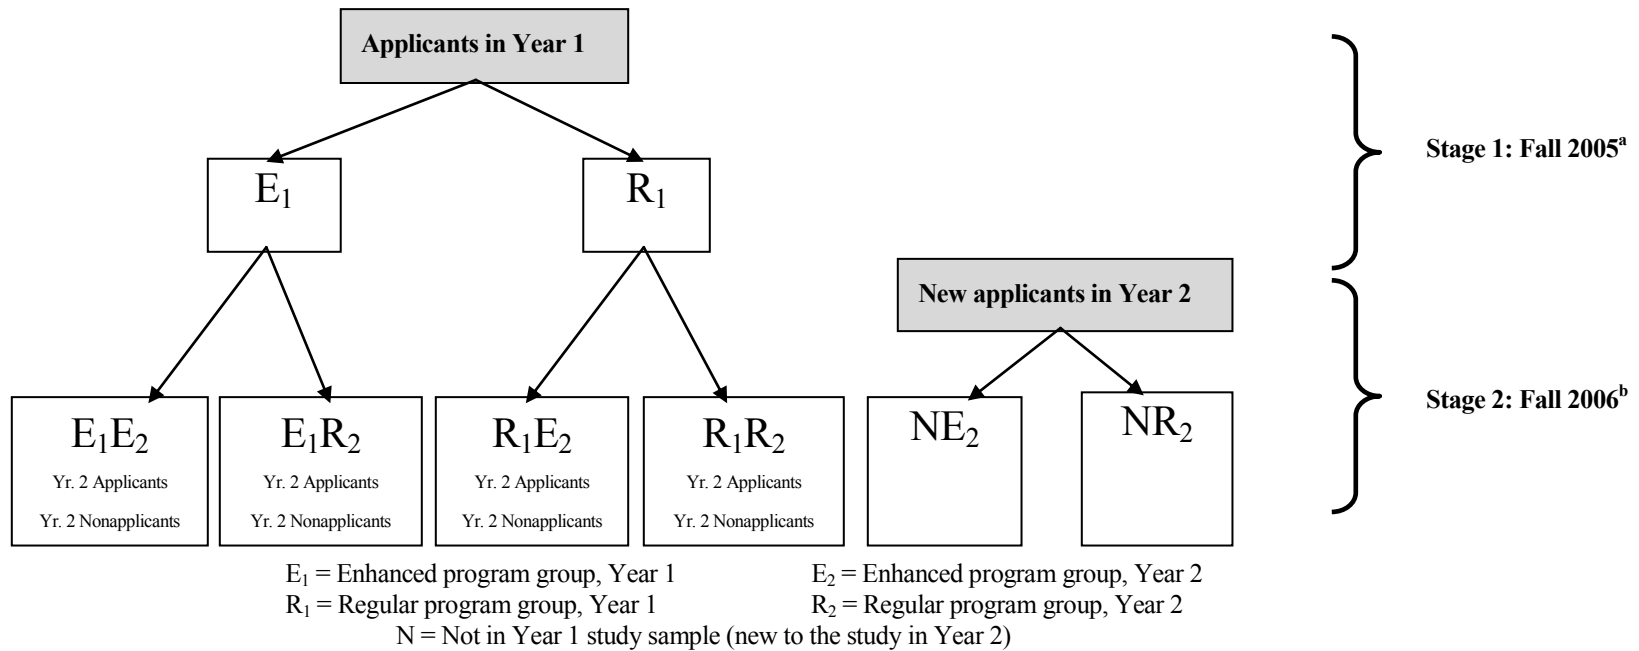 Applicants in Year 1
Stage 1: Fall 2005ᵃ
E₁
R₁
New applicants in Year 2
Stage 2: Fall 2006ᵇ
E₁E₂
Yr. 2 Applicants
Yr. 2 Nonapplicants
E₁R₂
Yr. 2 Applicants
Yr. 2 Nonapplicants
R₁E₂
Yr. 2 Applicants
Yr. 2 Nonapplicants
R₁R₂
Yr. 2 Applicants
Yr. 2 Nonapplicants
NE₂
NR₂
E₁ = Enhanced program group, Year 1
E₂ = Enhanced program group, Year 2
R₁ = Regular program group, Year 1
R₂ = Regular program group, Year 2
N = Not in Year 1 study sample (new to the study in Year 2)